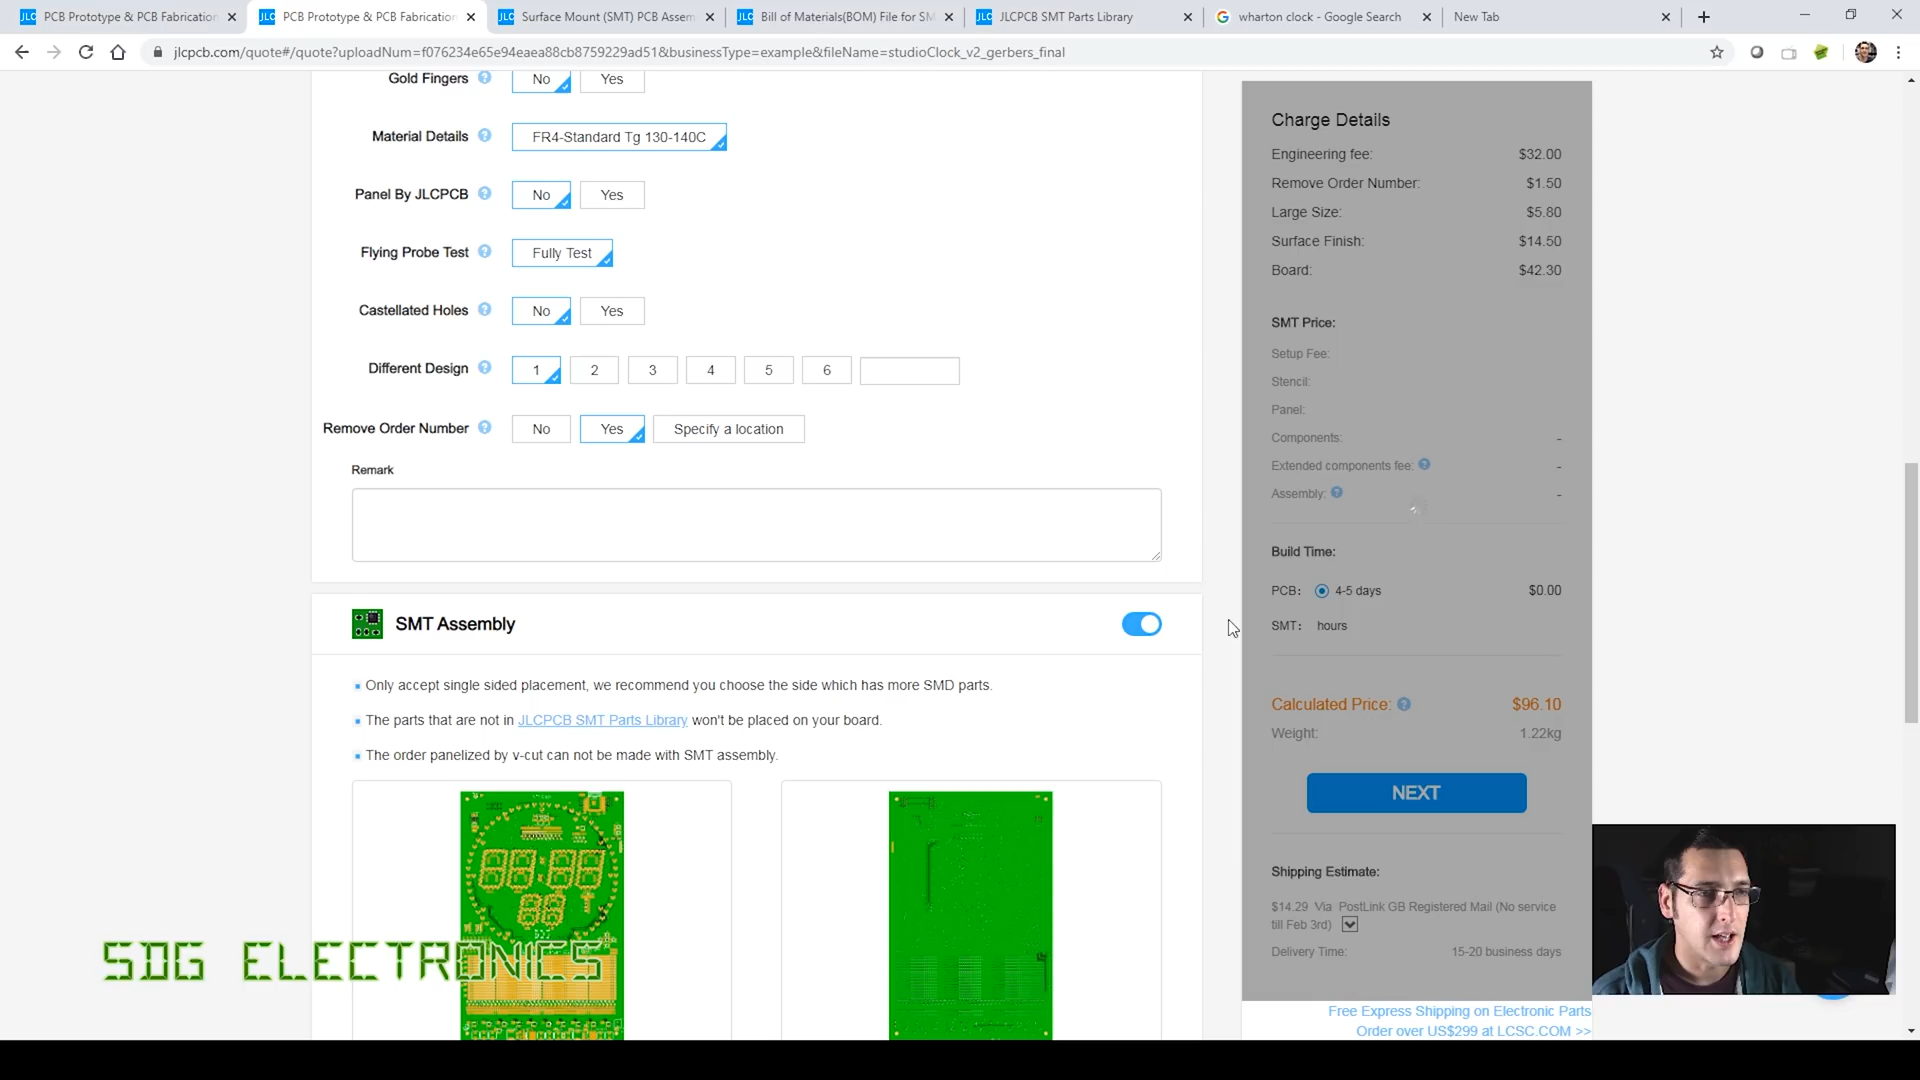 PCB Prototype & PCB Fabrication
PCB Prototype & PCB Fabrication
Surface Mount (SMT) PCB Assem
Bill of Materials(BOM) File for SM
JLCPCB SMT Parts Library
wharton clock - Google Search
New Tab
jlcpcb.com/quote#/quote?uploadNum=f076234e65e94eaea88cb8759229ad51&businessType=example&fileName=studioClock_v2_gerbers_final
Gold Fingers No Yes
Material Details FR4-Standard Tg 130-140C
Panel By JLCPCB No Yes
Flying Probe Test Fully Test
Castellated Holes No Yes
Different Design 1 2 3 4 5 6
Remove Order Number No Yes Specify a location
Remark
SMT Assembly
Only accept single sided placement, we recommend you choose the side which has more SMD parts.
The parts that are not in JLCPCB SMT Parts Library won't be placed on your board.
The order panelized by v-cut can not be made with SMT assembly.
88:88
88
SDG ELECTRONICS
Charge Details
Engineering fee: $32.00
Remove Order Number: $1.50
Large Size: $5.80
Surface Finish: $14.50
Board: $42.30
SMT Price:
Setup Fee:
Stencil:
Panel:
Components: -
Extended components fee: -
Assembly: -
Build Time:
PCB: 4-5 days $0.00
SMT: hours
Calculated Price: $96.10
Weight: 1.22kg
NEXT
Shipping Estimate:
$14.29 Via PostLink GB Registered Mail (No service
till Feb 3rd)
Delivery Time: 15-20 business days
Free Express Shipping on Electronic Parts
Order over US$299 at LCSC.COM >>